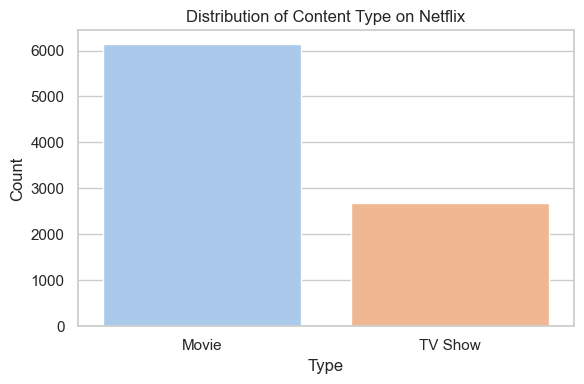 Distribution of Content Type on Netflix
6000
5000
4000
3000
2000
1000
0
Count
Movie
TV Show
Type